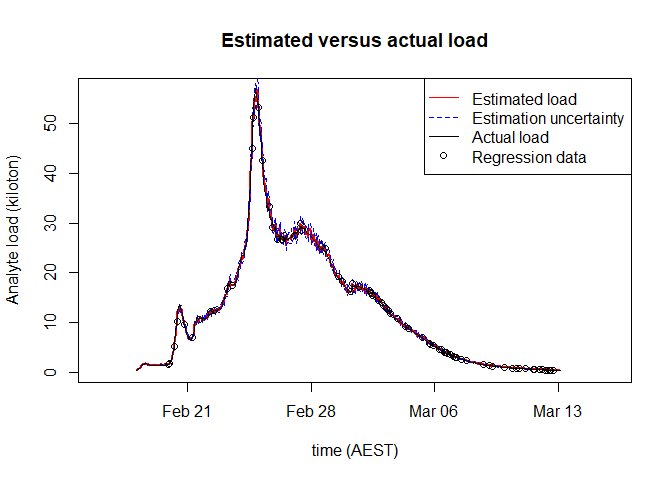 Estimated versus actual load
Estimated load
Estimation uncertainty
Actual load
Regression data
Analyte load (kiloton)
50
40
30
20
10
0
Feb 21 Feb 28 Mar 06 Mar 13
time (AEST)